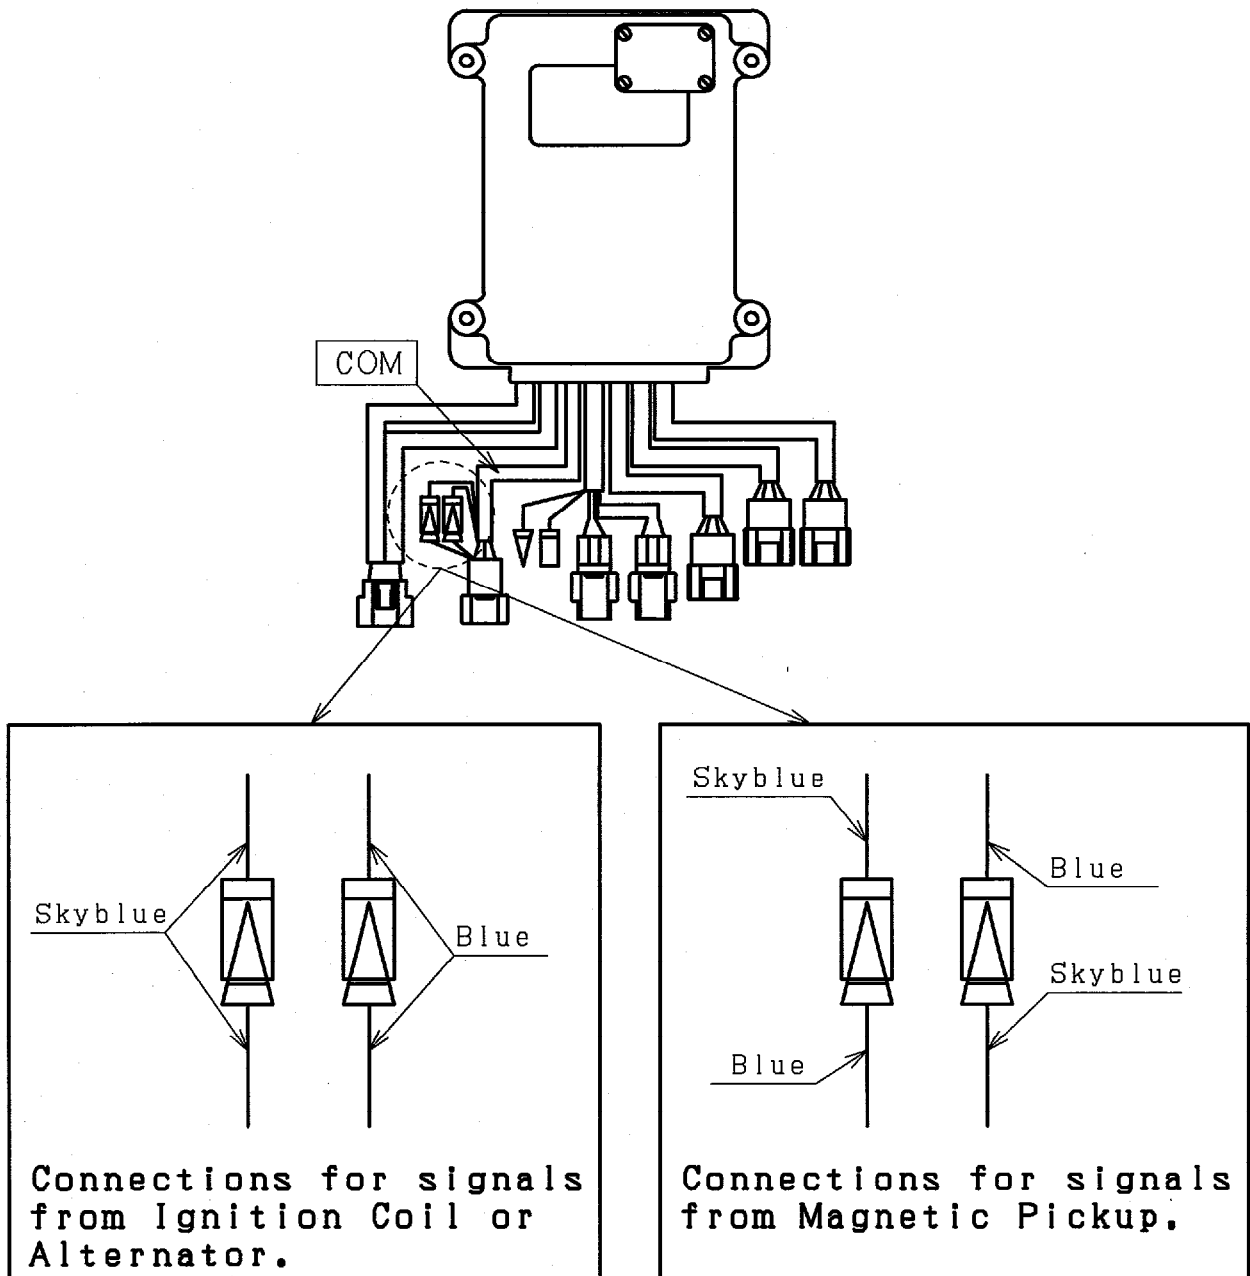 COM
Skyblue
Blue
Connections for signals
from Ignition Coil or
Alternator.
Skyblue
Blue
Skyblue
Blue
Connections for signals
from Magnetic Pickup.